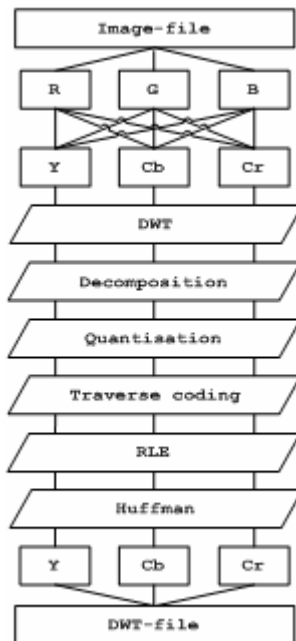 Image-file
R G B
Y Cb Cr
DWT
Decomposition
Quantisation
Traverse coding
RLE
Huffman
Y Cb Cr
DWT-file